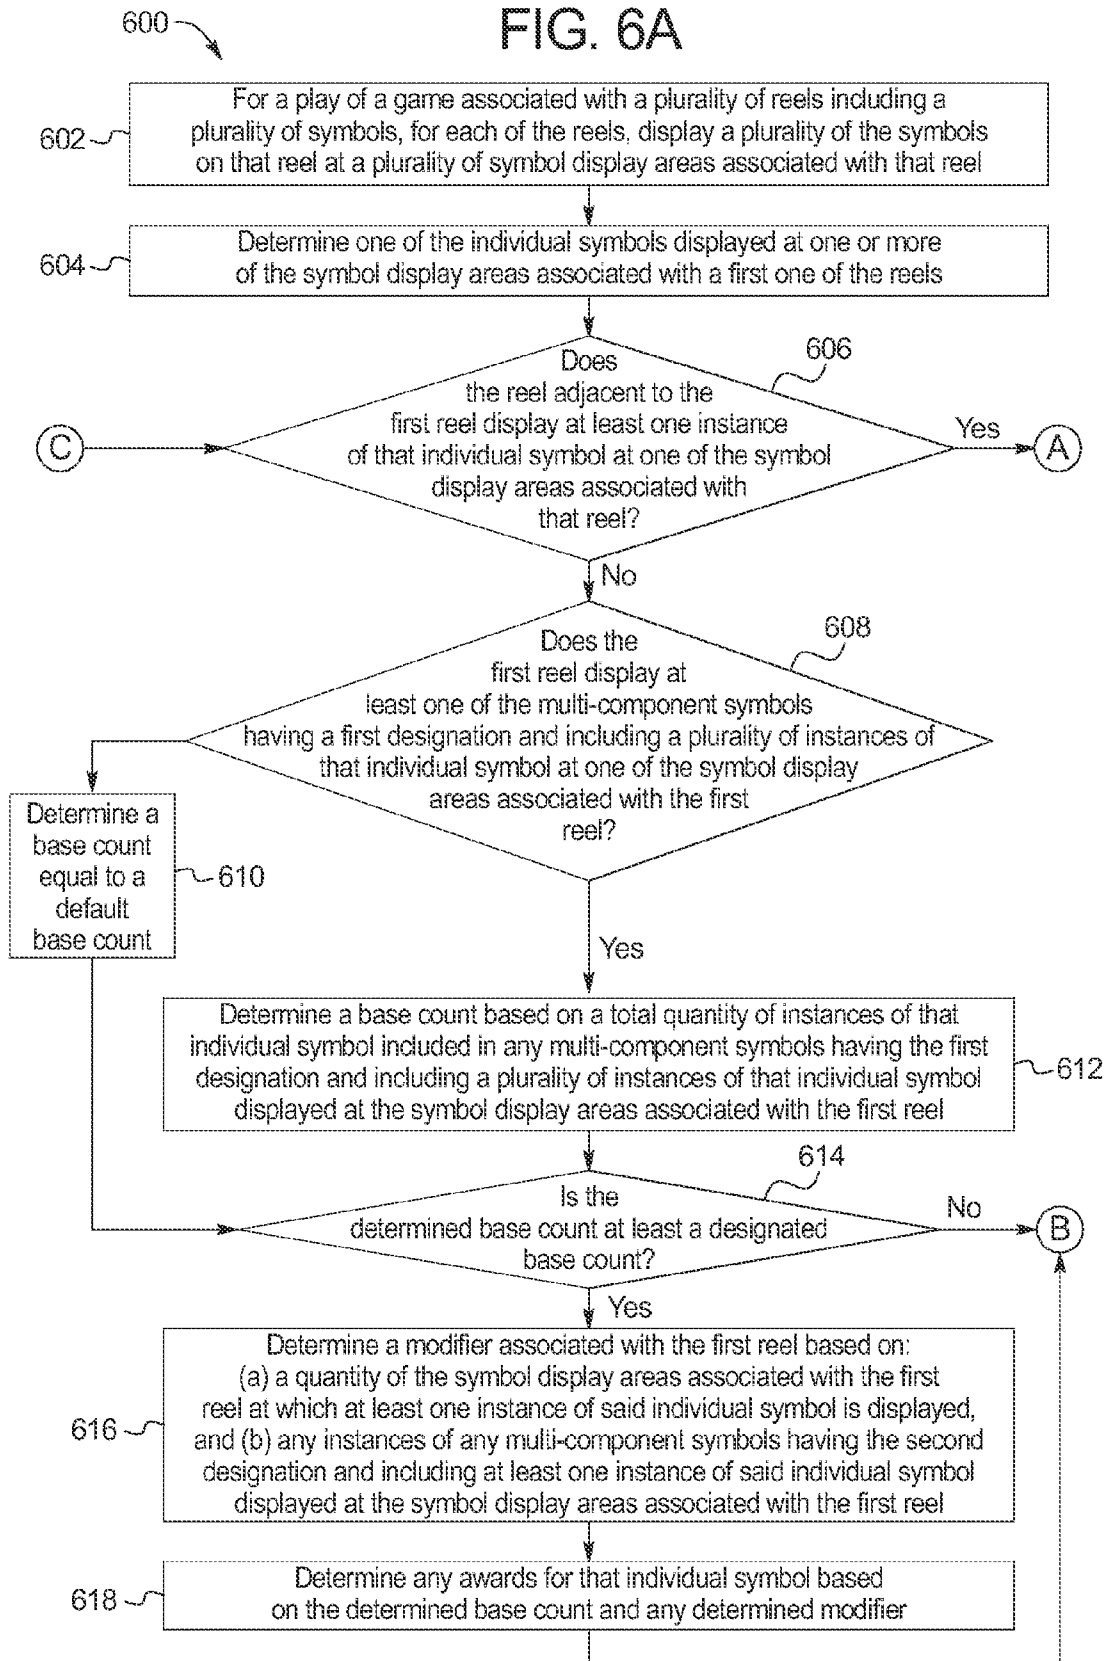 FIG. 6A
600
For a play of a game associated with a plurality of reels including a
plurality of symbols, for each of the reels, display a plurality of the symbols
on that reel at a plurality of symbol display areas associated with that reel
602
Determine one of the individual symbols displayed at one or more
of the symbol display areas associated with a first one of the reels
604
606
Does
the reel adjacent to the
first reel display at least one instance
of that individual symbol at one of the symbol
display areas associated with
that reel?
C
Yes
A
No
608
Does the
first reel display at
least one of the multi-component symbols
having a first designation and including a plurality of instances of
that individual symbol at one of the symbol display
areas associated with the first
reel?
Determine a
base count
equal to a
default
base count
610
Yes
Determine a base count based on a total quantity of instances of that
individual symbol included in any multi-component symbols having the first
designation and including a plurality of instances of that individual symbol
displayed at the symbol display areas associated with the first reel
612
614
Is the
determined base count at least a designated
base count?
No
B
Yes
Determine a modifier associated with the first reel based on:
(a) a quantity of the symbol display areas associated with the first
reel at which at least one instance of said individual symbol is displayed,
and (b) any instances of any multi-component symbols having the second
designation and including at least one instance of said individual symbol
displayed at the symbol display areas associated with the first reel
616
Determine any awards for that individual symbol based
on the determined base count and any determined modifier
618